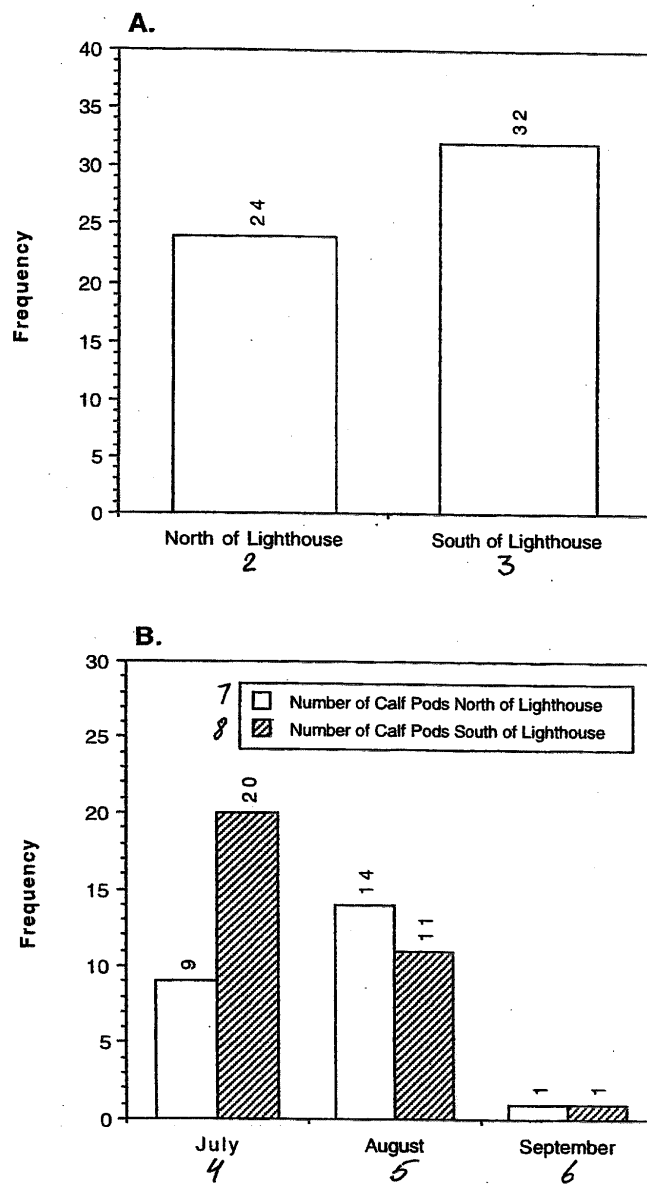 A.
40
35
30
25
20
15
10
5
0
Frequency
24
32
North of Lighthouse
South of Lighthouse
2
3
B.
30
25
20
15
10
5
0
Frequency
7 Number of Calf Pods North of Lighthouse
8 Number of Calf Pods South of Lighthouse
9
20
14
11
1
1
July
August
September
4
5
6